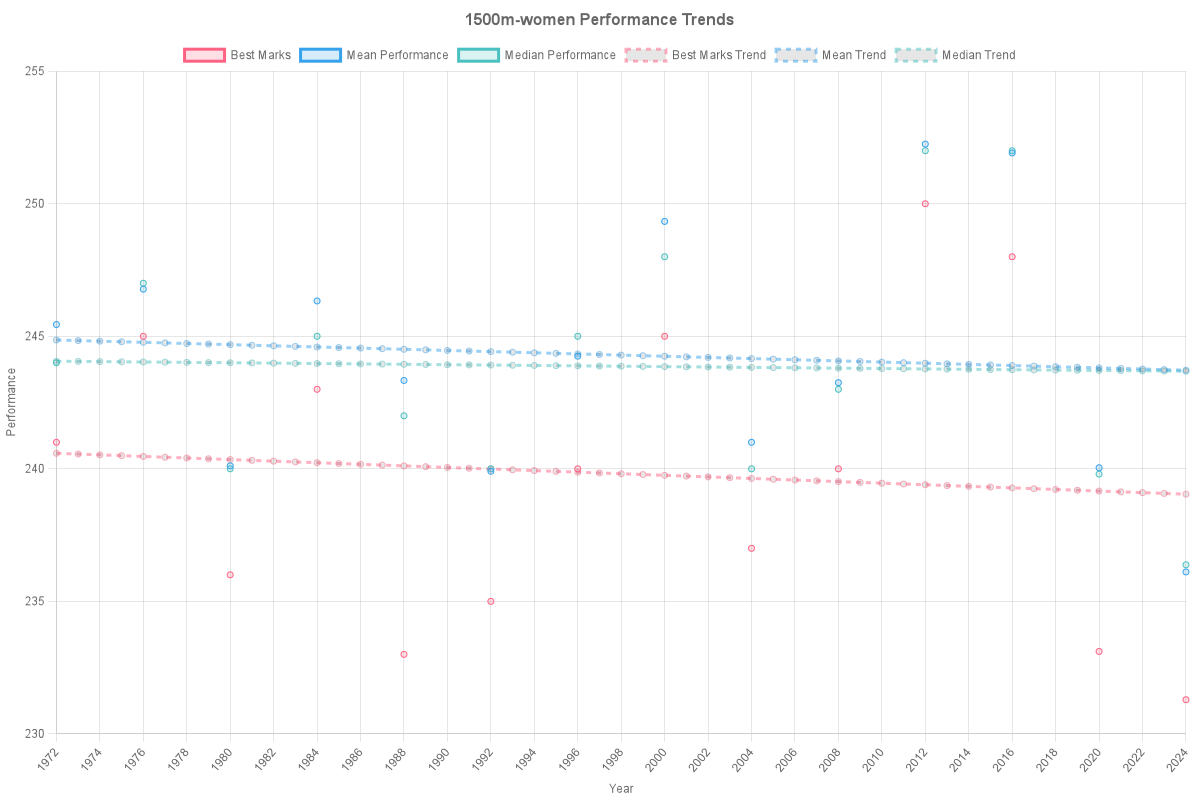 1500m-women Performance Trends
Best Marks Mean Performance Median Performance Best Marks Trend Mean Trend Median Trend
255
250
245
240
235
230
Performance
1972 1974 1976 1978 1980 1982 1984 1986 1988 1990 1992 1994 1996 1998 2000 2002 2004 2006 2008 2010 2012 2014 2016 2018 2020 2022 2024
Year